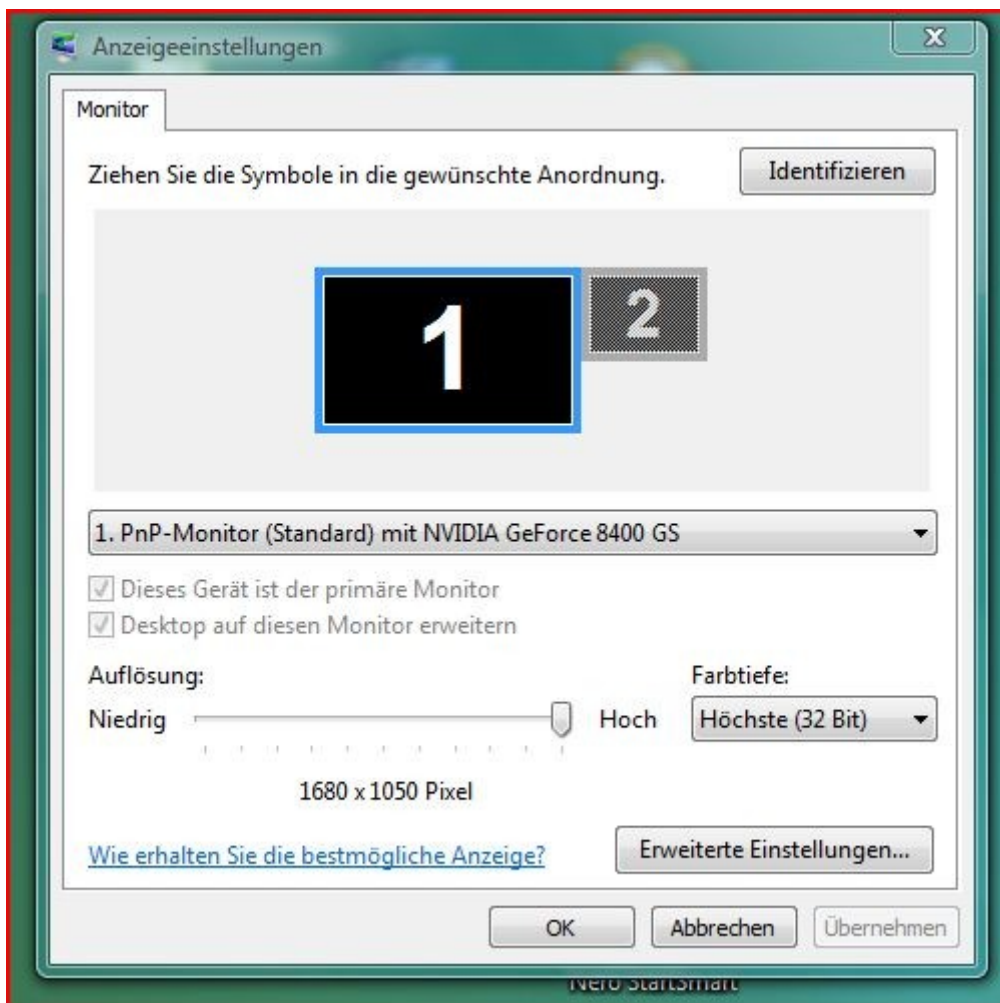 Anzeigeeinstellungen
Monitor
Ziehen Sie die Symbole in die gewünschte Anordnung.
Identifizieren
1
2
1. PnP-Monitor (Standard) mit NVIDIA GeForce 8400 GS
Dieses Gerät ist der primäre Monitor
Desktop auf diesen Monitor erweitern
Auflösung:
Farbtiefe:
Niedrig
Hoch
Höchste (32 Bit)
1680 x 1050 Pixel
Wie erhalten Sie die bestmögliche Anzeige?
Erweiterte Einstellungen...
OK
Abbrechen
Übernehmen
Nero StartSmart